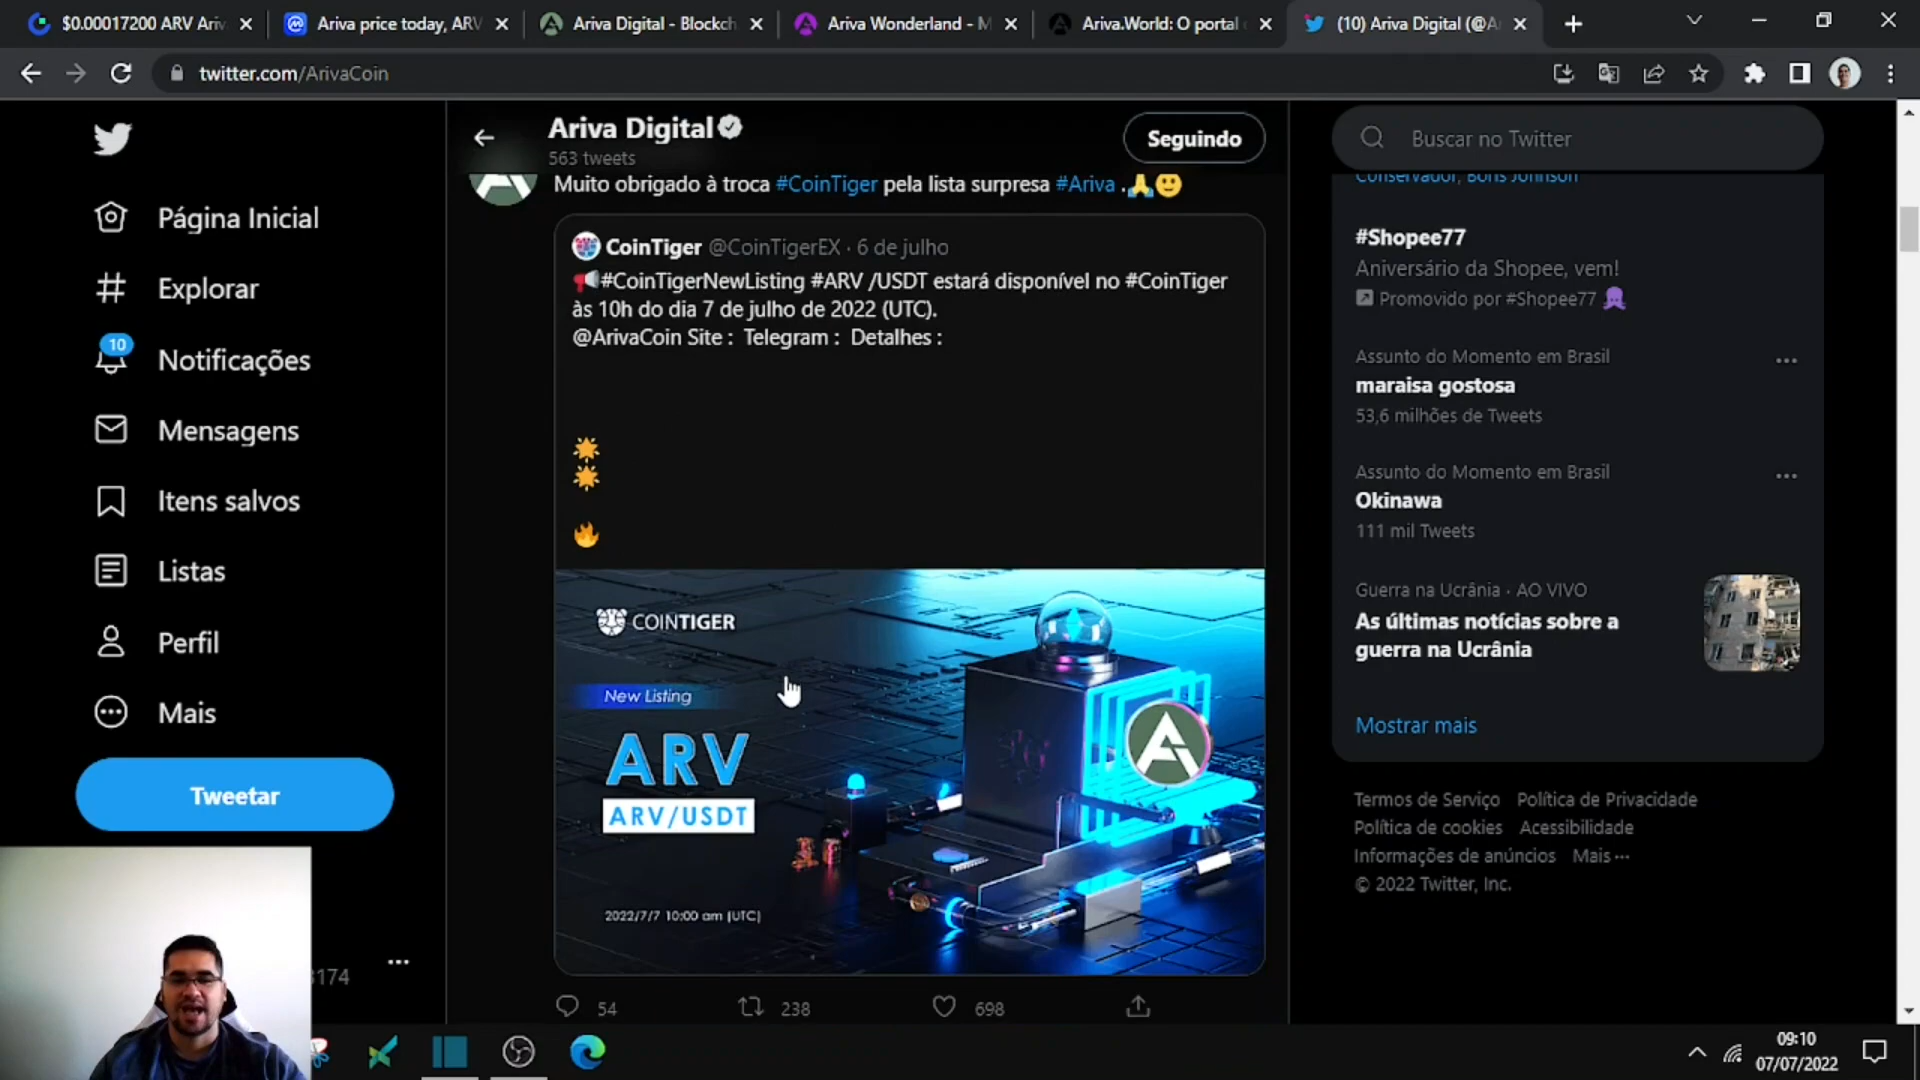 $0.00017200 ARV Ariv
Ariva price today, ARV
Ariva Digital - Blockch
Ariva Wonderland - M
Ariva.World: O portal
(10) Ariva Digital (@A
twitter.com/ArivaCoin
Página Inicial
Explorar
10
Notificações
Mensagens
Itens salvos
Listas
Perfil
Mais
Tweetar
3174
Ariva Digital
563 tweets
Seguindo
Muito obrigado à troca #CoinTiger pela lista surpresa #Ariva .🙏🙂
CoinTiger @CoinTigerEX · 6 de julho
📢#CoinTigerNewListing #ARV /USDT estará disponível no #CoinTiger
às 10h do dia 7 de julho de 2022 (UTC).
@ArivaCoin Site : Telegram : Detalhes :
COINTIGER
New Listing
ARV
ARV/USDT
2022/7/7 10:00 am (UTC)
54
238
698
Buscar no Twitter
Conservador, Boris Johnson
#Shopee77
Aniversário da Shopee, vem!
Promovido por #Shopee77
Assunto do Momento em Brasil
maraisa gostosa
53,6 milhões de Tweets
Assunto do Momento em Brasil
Okinawa
111 mil Tweets
Guerra na Ucrânia · AO VIVO
As últimas notícias sobre a
guerra na Ucrânia
Mostrar mais
Termos de Serviço Política de Privacidade
Política de cookies Acessibilidade
Informações de anúncios Mais ···
© 2022 Twitter, Inc.
09:10
07/07/2022